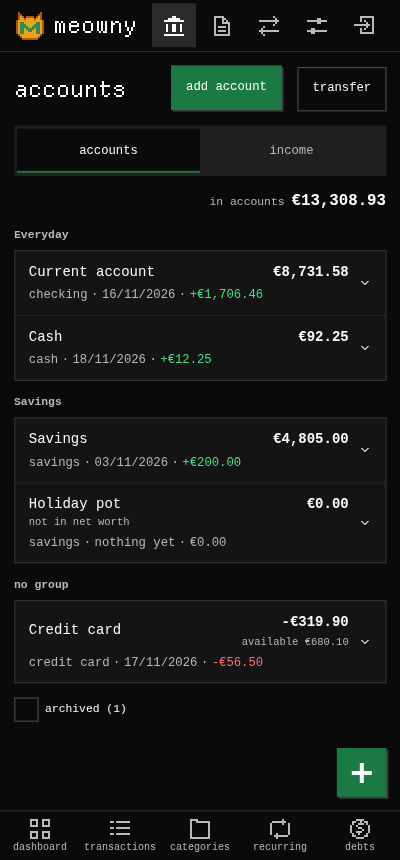 meowny
accounts
add account
transfer
accounts
income
in accounts €13,308.93
Everyday
Current account €8,731.58
checking · 16/11/2026 · +€1,706.46
Cash €92.25
cash · 18/11/2026 · +€12.25
Savings
Savings €4,805.00
savings · 03/11/2026 · +€200.00
Holiday pot €0.00
not in net worth
savings · nothing yet · €0.00
no group
Credit card -€319.90
available €680.10
credit card · 17/11/2026 · -€56.50
archived (1)
+
dashboard transactions categories recurring debts